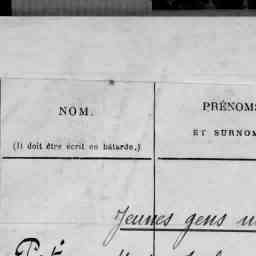 NOM.
(Il doit être écrit en bâtarde.)
PRÉNOMS
ET SURNOM
Jeunes gens